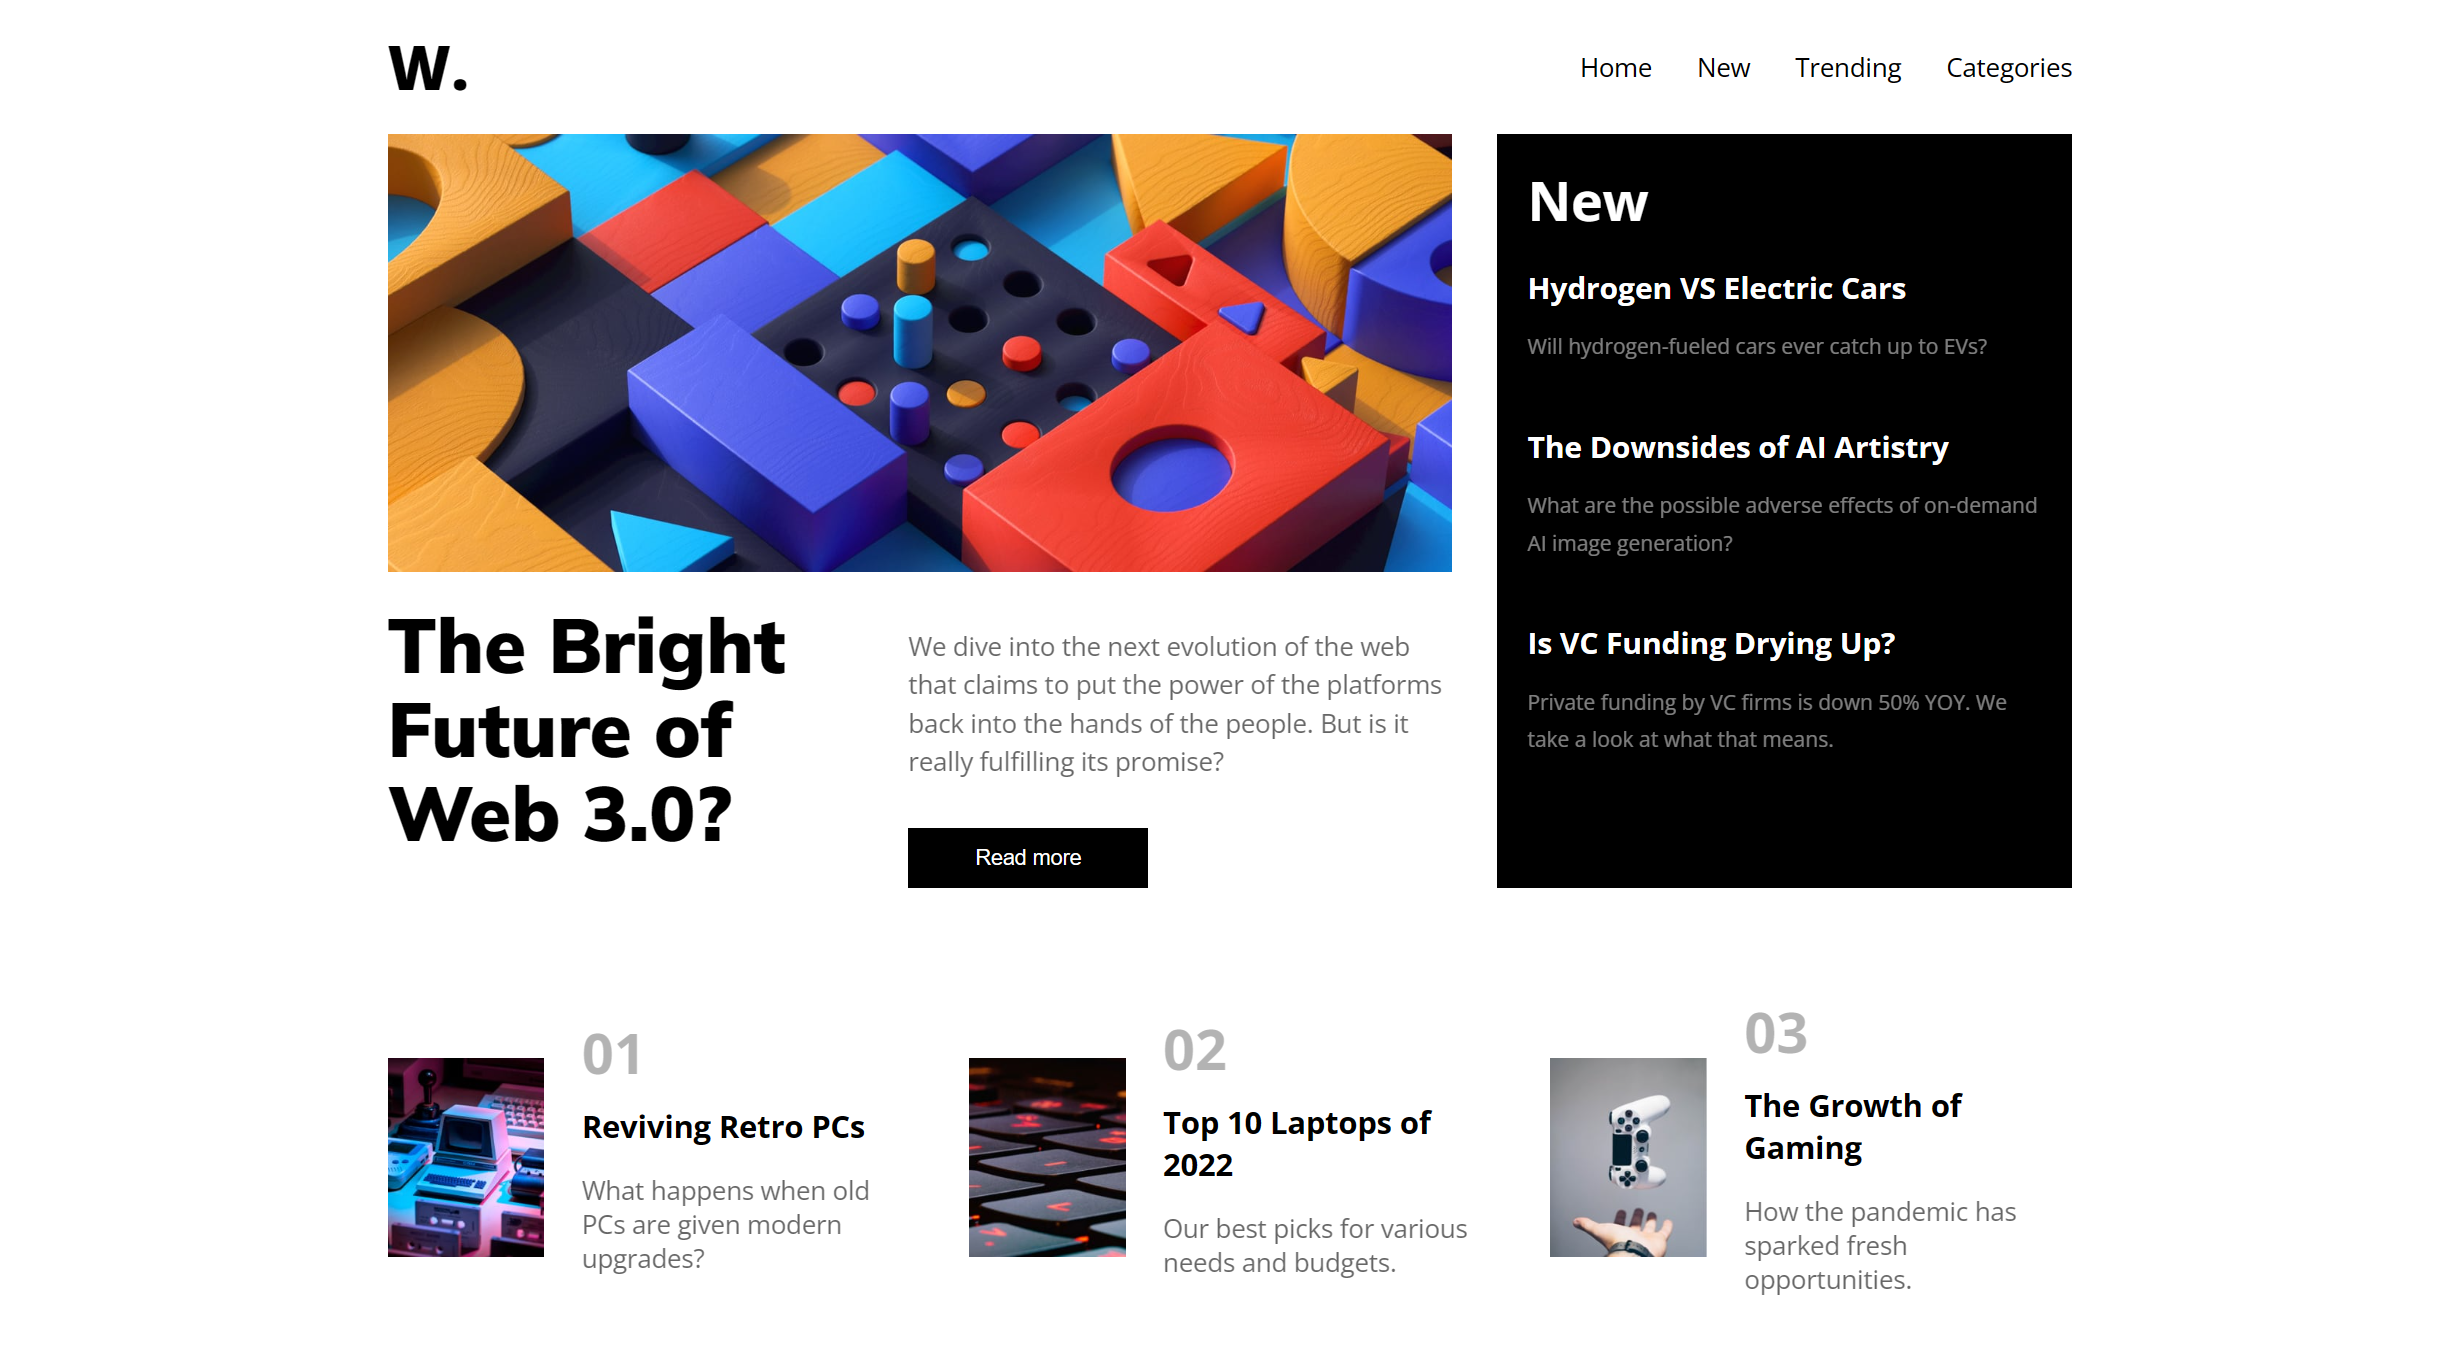 W.
Home New Trending Categories
New
Hydrogen VS Electric Cars
Will hydrogen-fueled cars ever catch up to EVs?
The Downsides of AI Artistry
What are the possible adverse effects of on-demand
AI image generation?
Is VC Funding Drying Up?
Private funding by VC firms is down 50% YOY. We
take a look at what that means.
The Bright
Future of
Web 3.0?
We dive into the next evolution of the web
that claims to put the power of the platforms
back into the hands of the people. But is it
really fulfilling its promise?
Read more
01
Reviving Retro PCs
What happens when old
PCs are given modern
upgrades?
02
Top 10 Laptops of
2022
Our best picks for various
needs and budgets.
03
The Growth of
Gaming
How the pandemic has
sparked fresh
opportunities.